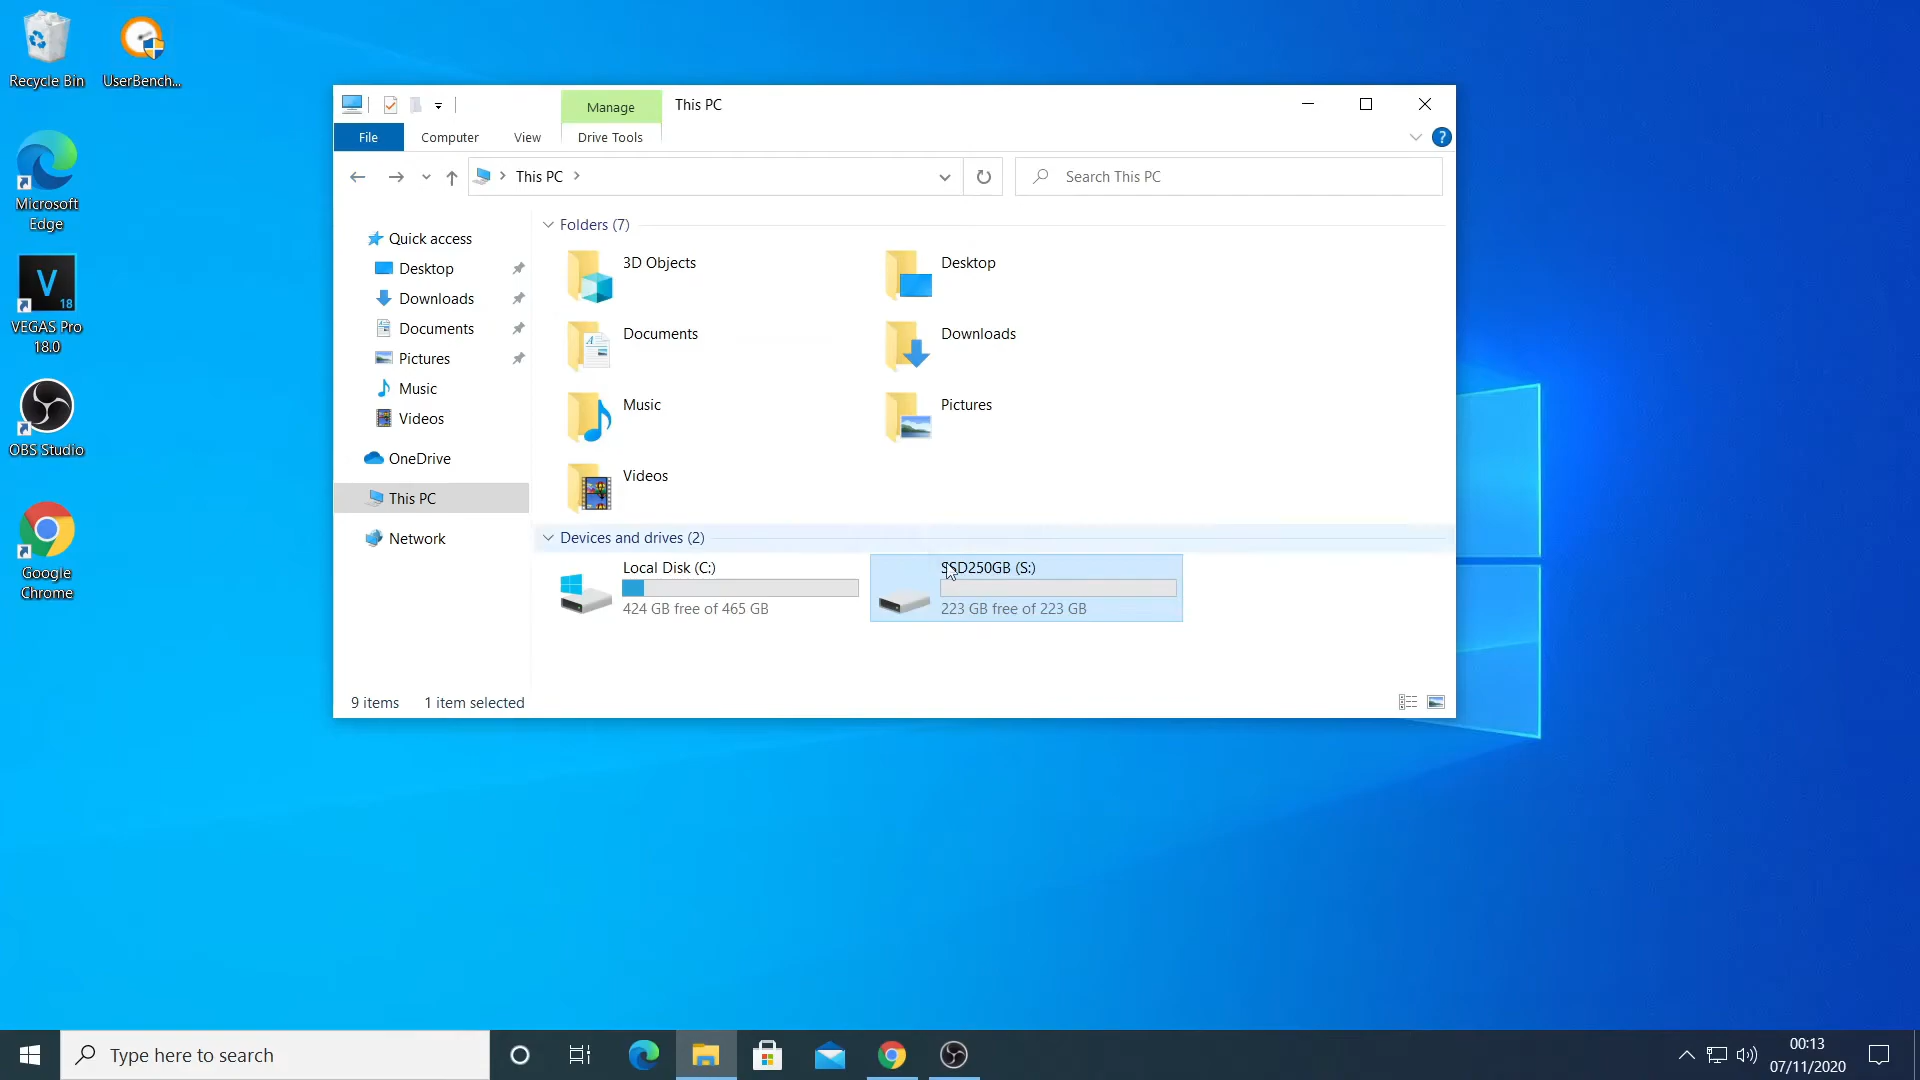 Recycle Bin
UserBench...
Microsoft
Edge
VEGAS Pro
18.0
V
18
OBS Studio
Google
Chrome
Manage
This PC
File
Computer
View
Drive Tools
?
This PC
Search This PC
Quick access
Desktop
Downloads
Documents
Pictures
Music
Videos
OneDrive
This PC
Network
Folders (7)
3D Objects
Desktop
Documents
Downloads
Music
Pictures
Videos
Devices and drives (2)
Local Disk (C:)
424 GB free of 465 GB
SSD250GB (S:)
223 GB free of 223 GB
9 items
1 item selected
Type here to search
00:13
07/11/2020